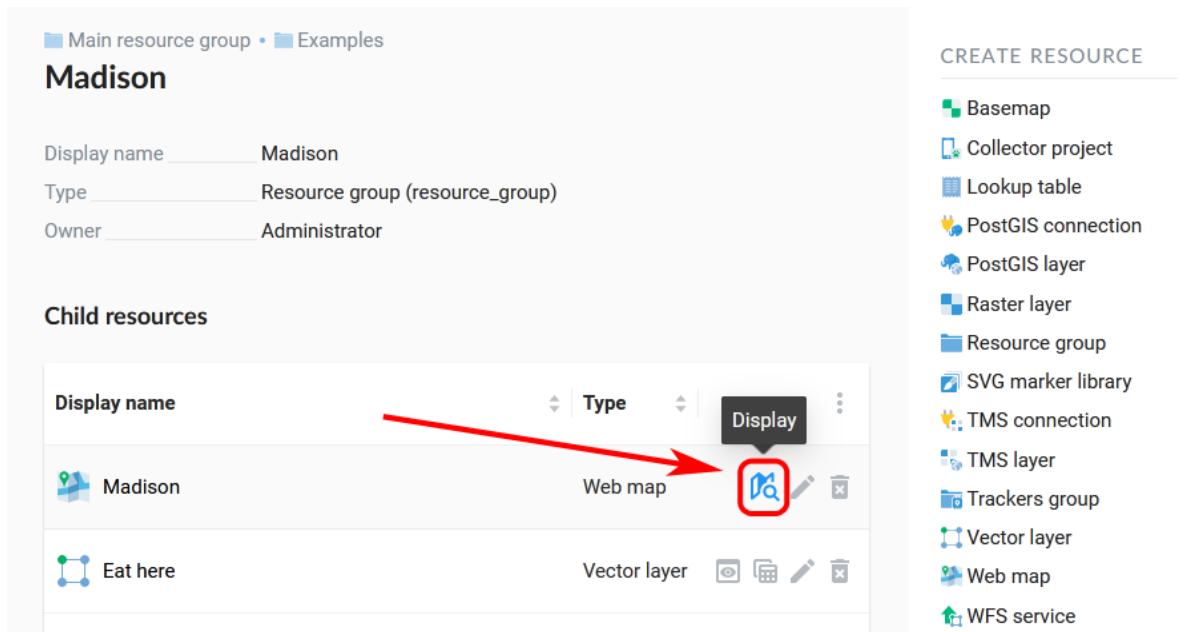 Main resource group • Examples
Madison
Display name Madison
Type Resource group (resource_group)
Owner Administrator
Child resources
Display name Type
Display
Madison Web map
Eat here Vector layer
CREATE RESOURCE
Basemap
Collector project
Lookup table
PostGIS connection
PostGIS layer
Raster layer
Resource group
SVG marker library
TMS connection
TMS layer
Trackers group
Vector layer
Web map
WFS service